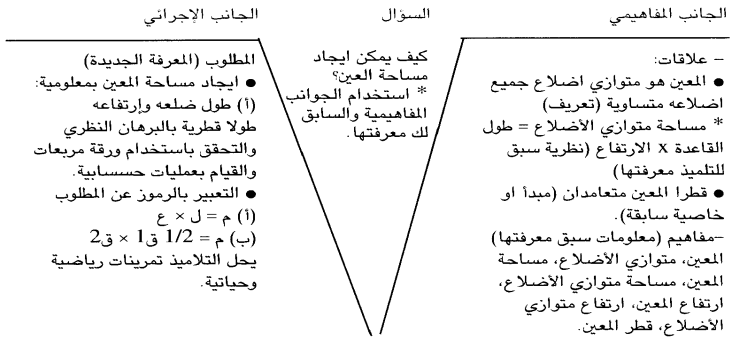 الجانب المفاهيمي
السؤال
الجانب الإجرائي
– علاقات:
● المعين هو متوازي اضلاع جميع
اضلاعه متساوية (تعريف)
* مساحة متوازي الأضلاع = طول
القاعدة x الارتفاع (نظرية سبق
للتلميذ معرفتها)
● قطرا المعين متعامدان (مبدأ او
خاصية سابقة).
–مفاهيم (معلومات سبق معرفتها)
المعين، متوازي الأضلاع، مساحة
المعين، مساحة متوازي الأضلاع،
ارتفاع المعين، ارتفاع متوازي
الأضلاع، قطر المعين.
كيف يمكن ايجاد
مساحة العين؟
* استخدام الجوانب
المفاهيمية والسابق
لك معرفتها.
المطلوب (المعرفة الجديدة)
● ايجاد مساحة المعين بمعلومية:
(أ) طول ضلعه وإرتفاعه
طولا قطرية بالبرهان النظري
والتحقق باستخدام ورقة مربعات
والقيام بعمليات حسسابية.
● التعبير بالرموز عن المطلوب
(أ) م = ل × ع
(ب) م = 1/2 ق1 × ق2
يحل التلاميذ تمرينات رياضية
وحياتية.